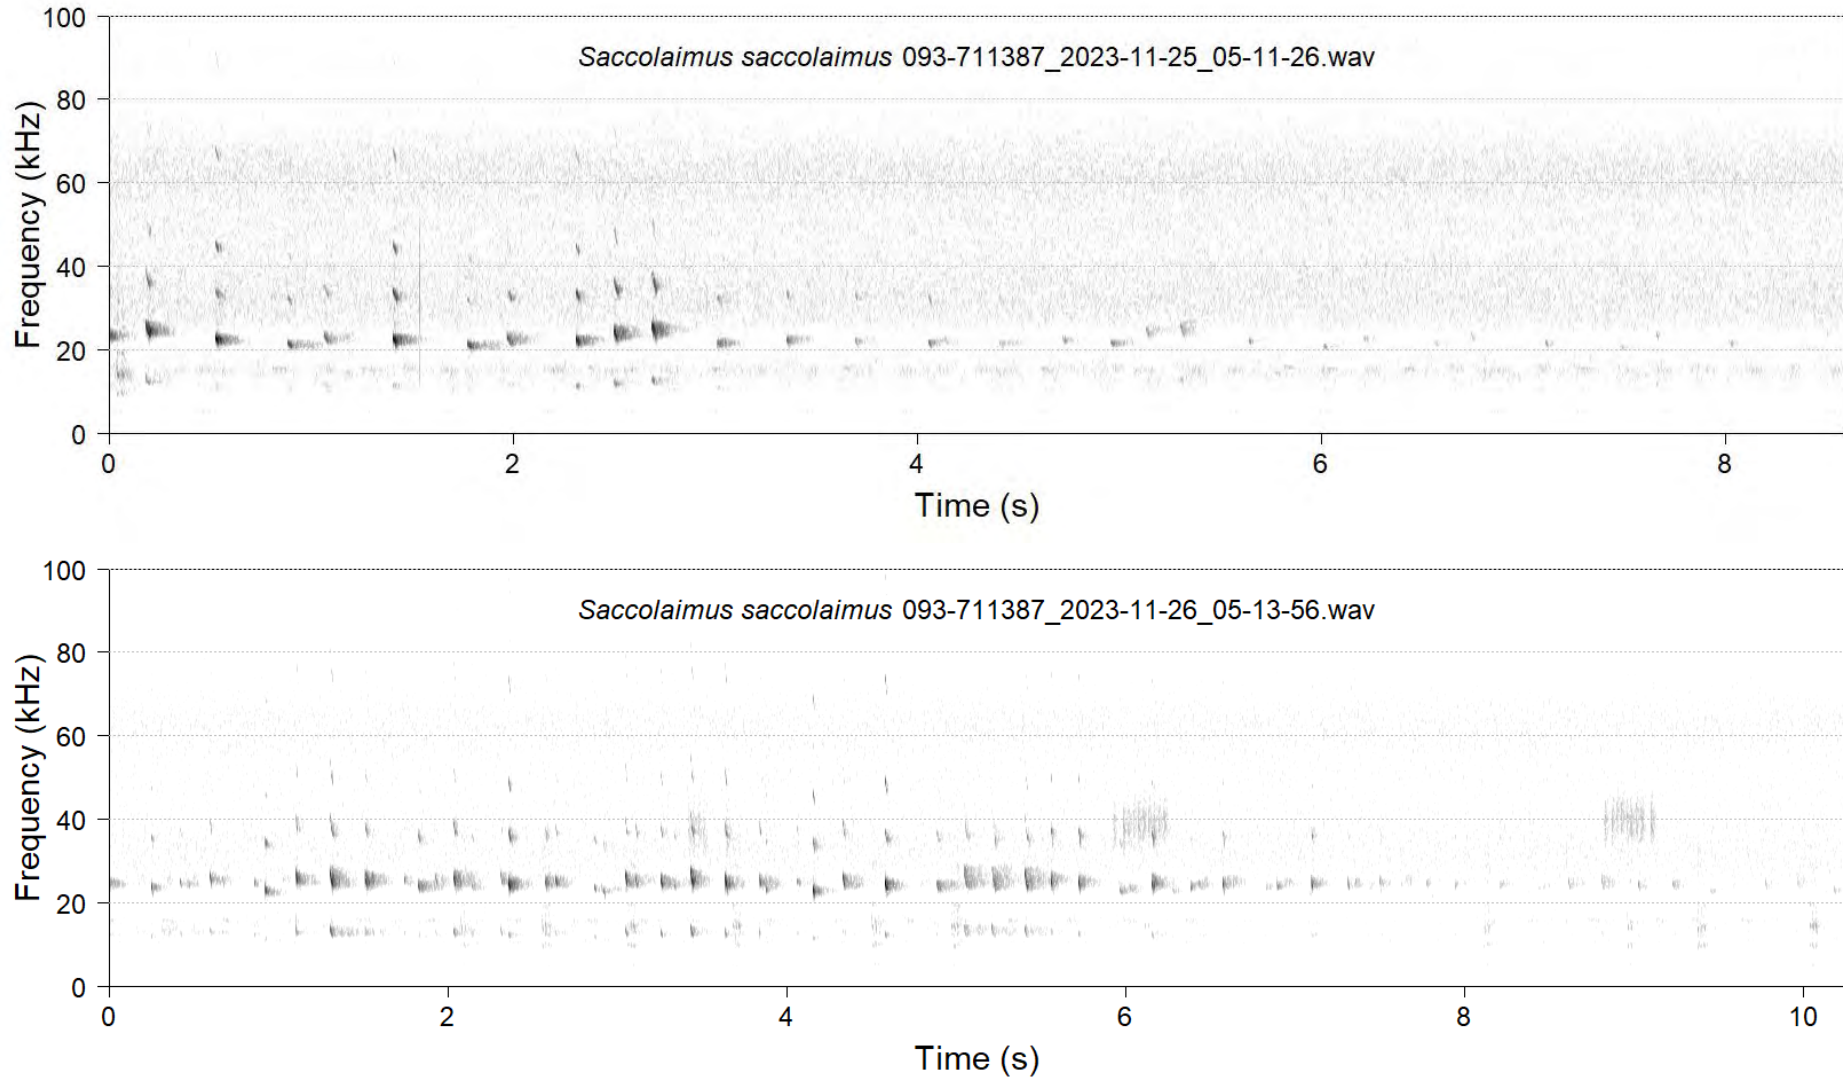 Saccolaimus saccolaimus 093-711387_2023-11-25_05-11-26.wav
Frequency (kHz)
100
80
60
40
20
0
0 2 4 6 8
Time (s)
Saccolaimus saccolaimus 093-711387_2023-11-26_05-13-56.wav
Frequency (kHz)
100
80
60
40
20
0
0 2 4 6 8 10
Time (s)